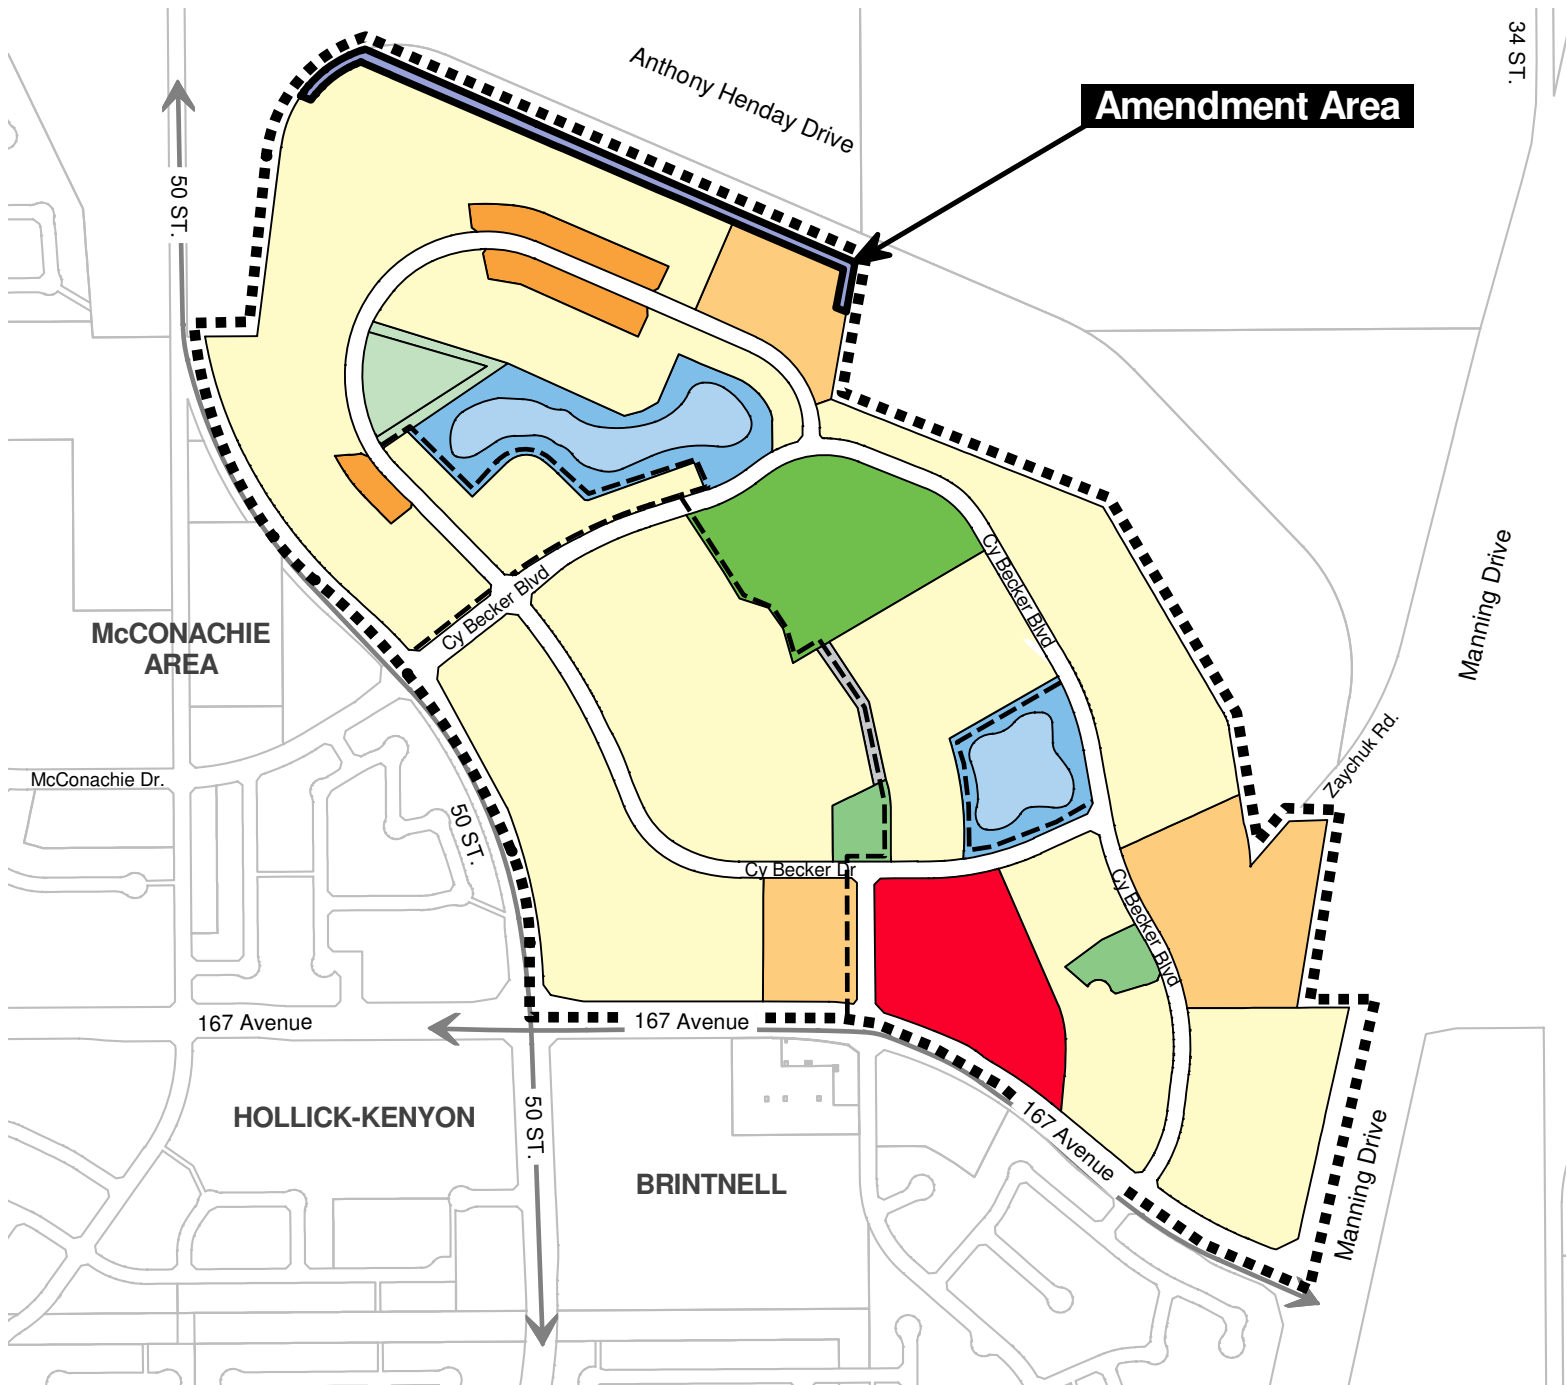 34 ST.
Anthony Henday Drive
Amendment Area
50 ST.
Cy Becker Blvd
Manning Drive
Cy Becker Blvd
McCONACHIE
AREA
Zaychuk Rd.
McConachie Dr.
50 ST.
Cy Becker Dr
Cy Becker Blvd
167 Avenue
167 Avenue
167 Avenue
HOLLICK-KENYON
50 ST.
BRINTNELL
Manning Drive